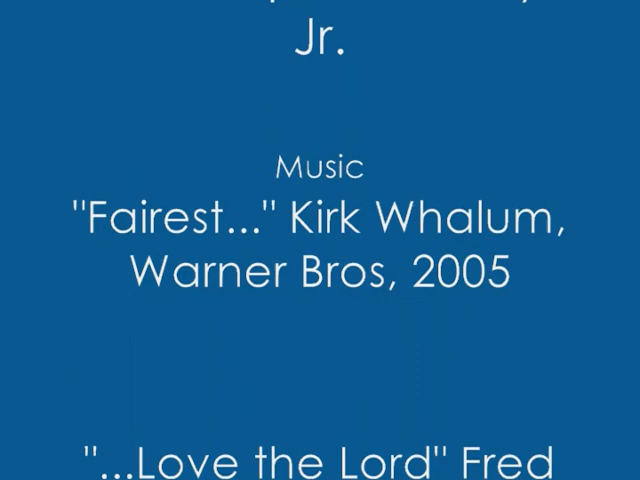 Jr.
Music
"Fairest..." Kirk Whalum,
Warner Bros, 2005
"...Love the Lord" Fred